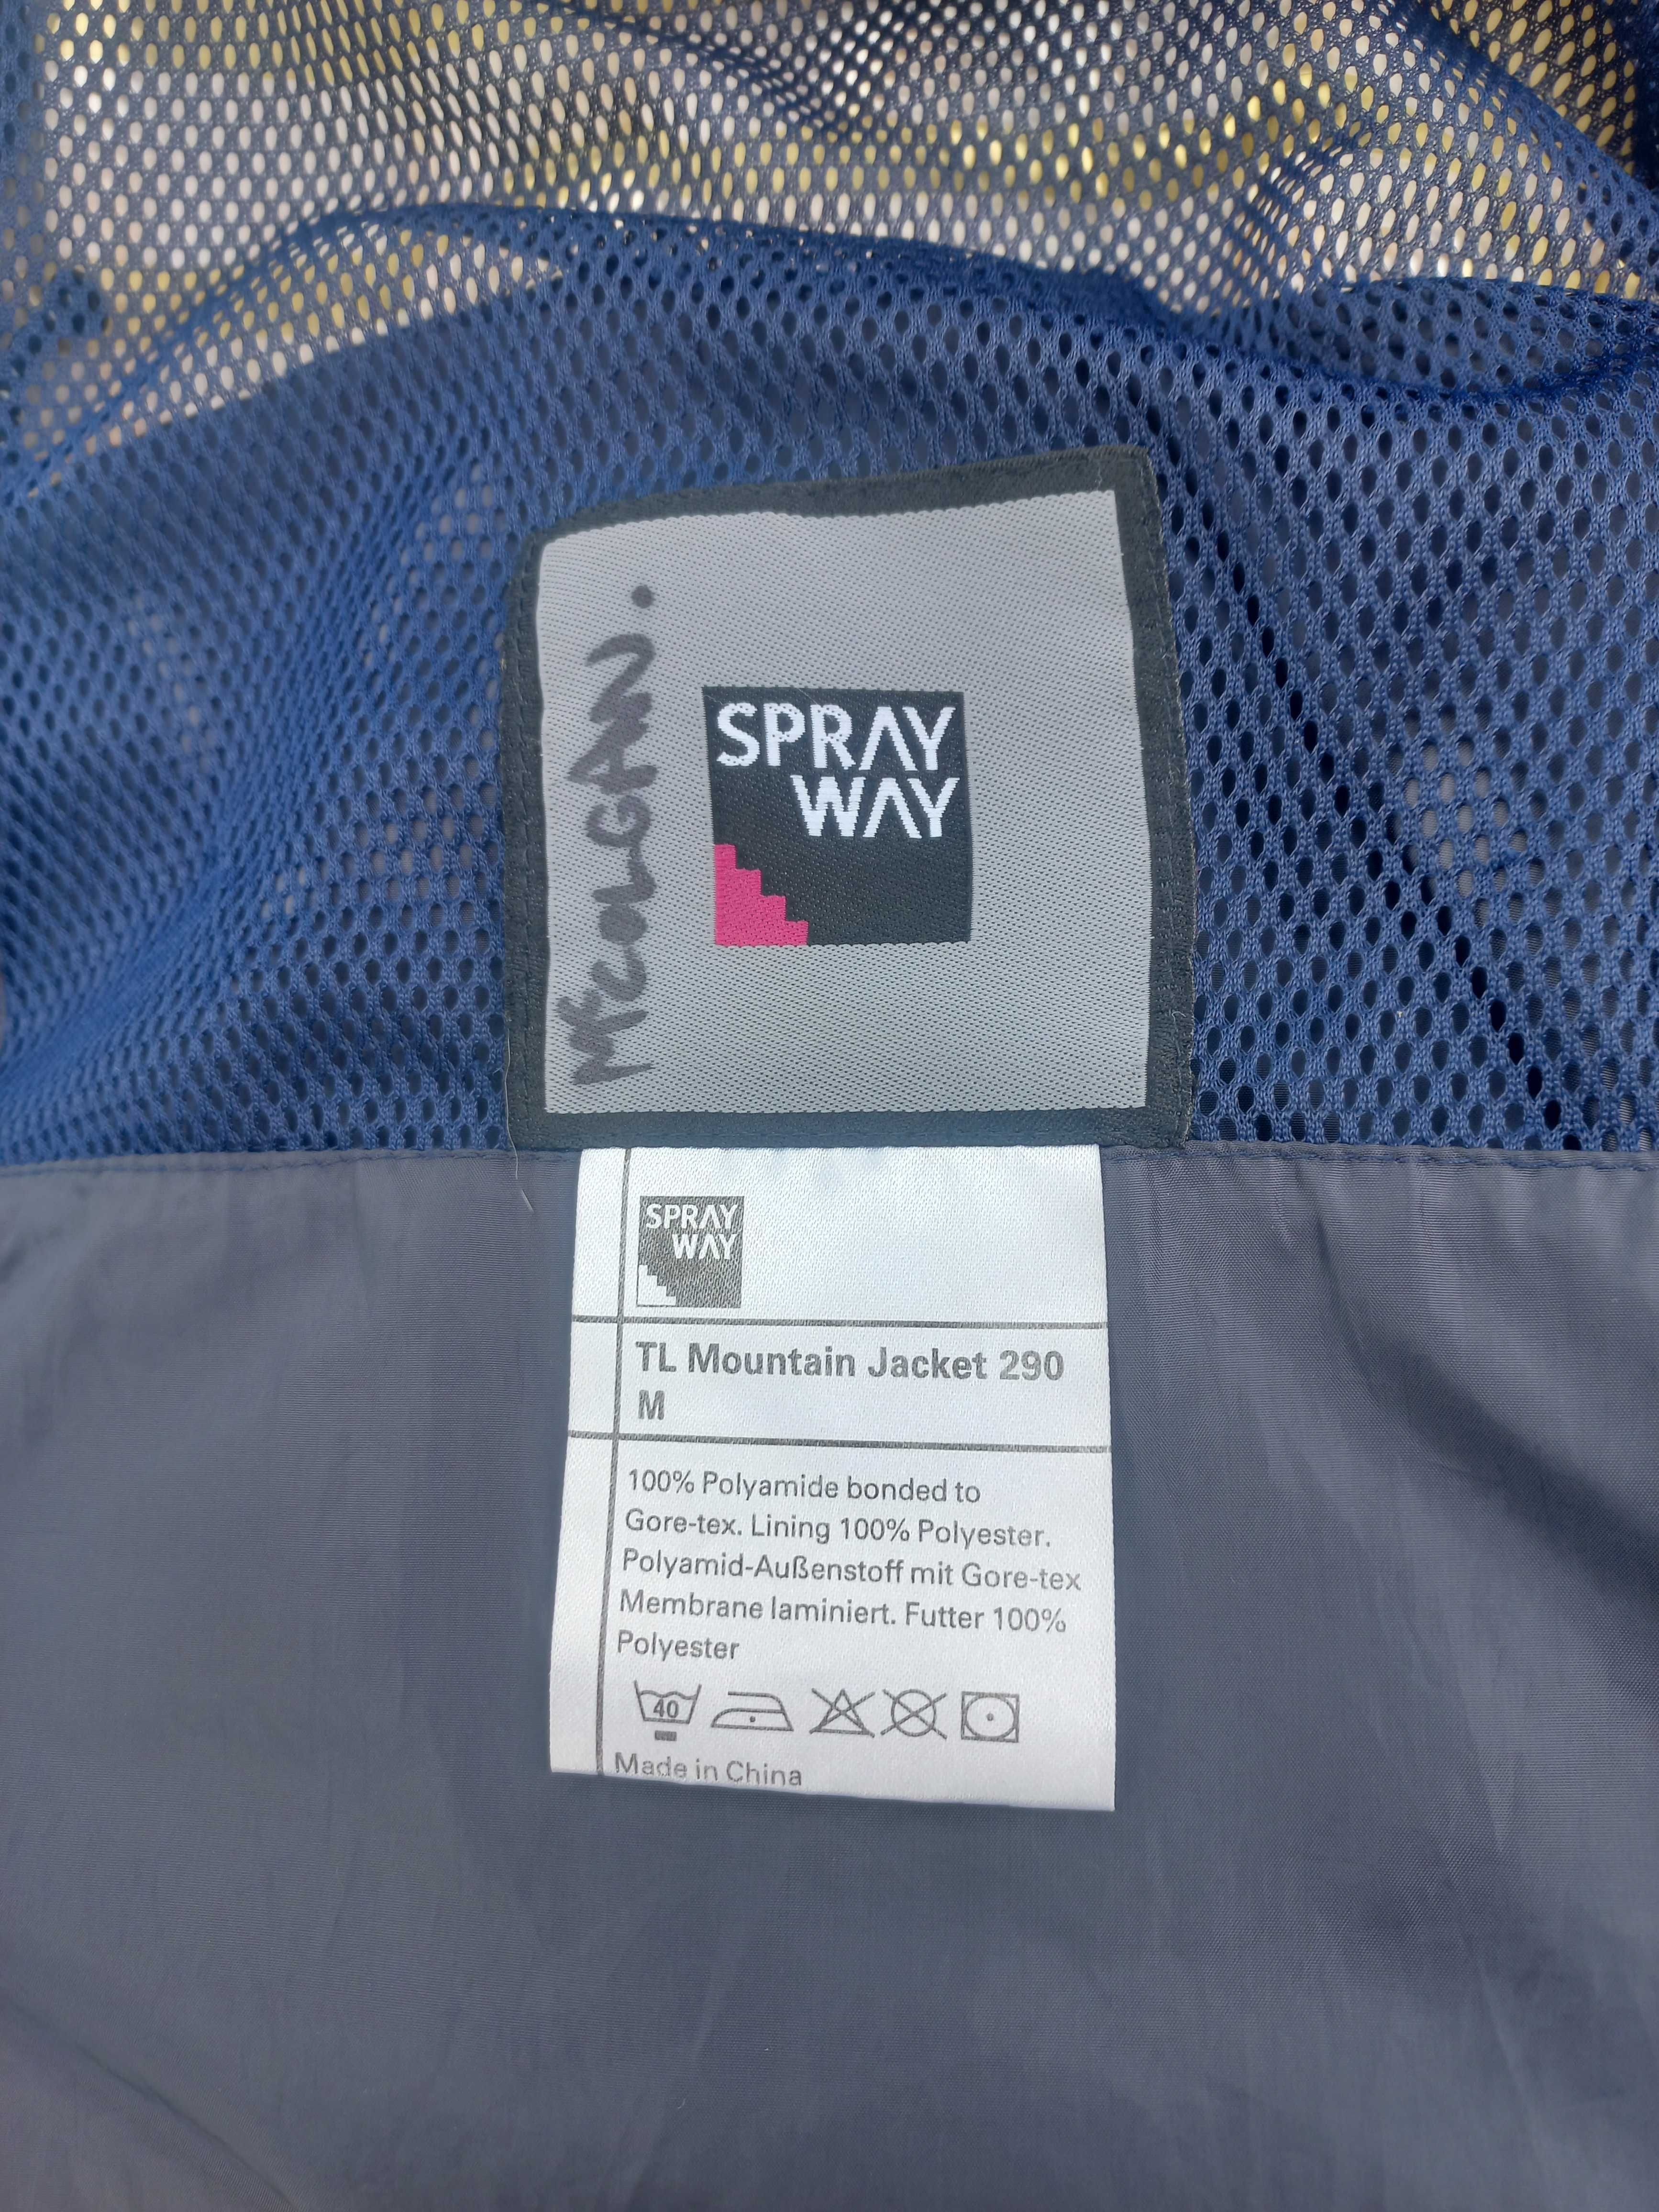 McCOLGAN.
SPRAY
WAY
SPRAY
WAY
TL Mountain Jacket 290
M
100% Polyamide bonded to
Gore-tex. Lining 100% Polyester.
Polyamid-Außenstoff mit Gore-tex
Membrane laminiert. Futter 100%
Polyester
40
Made in China